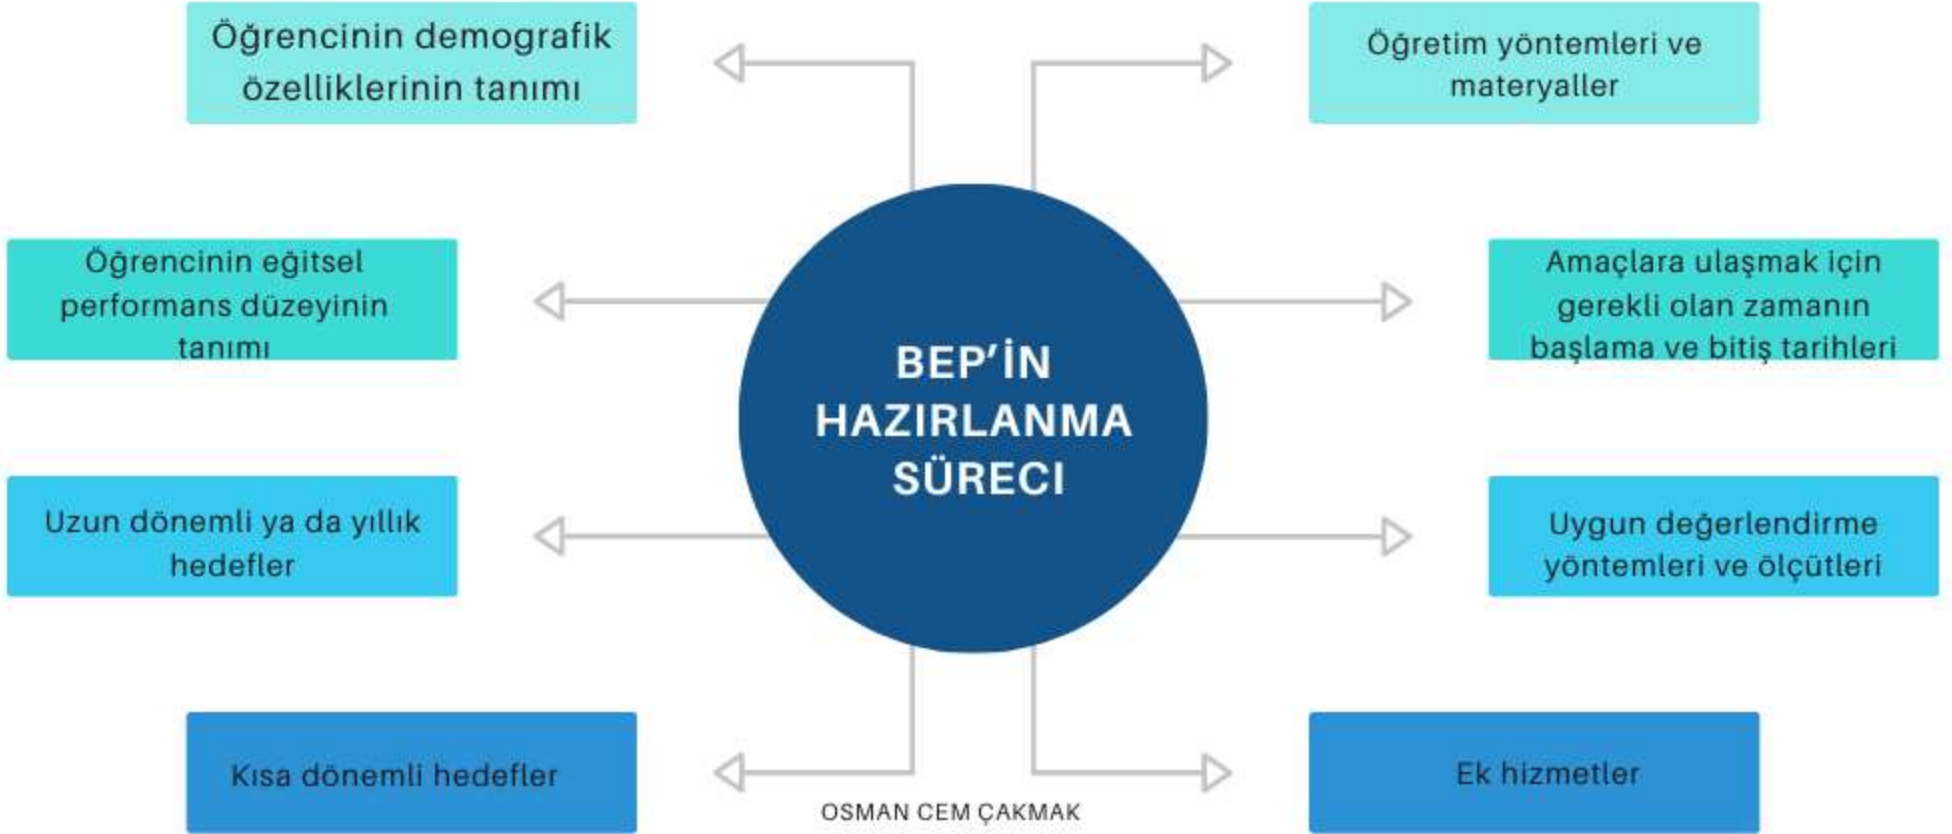 Öğrencinin demografik
özelliklerinin tanımı
Öğrencinin eğitsel
performans düzeyinin
tanımı
Uzun dönemli ya da yıllık
hedefler
Kısa dönemli hedefler
BEP’İN
HAZIRLANMA
SÜRECI
Öğretim yöntemleri ve
materyaller
Amaçlara ulaşmak için
gerekli olan zamanın
başlama ve bitiş tarihleri
Uygun değerlendirme
yöntemleri ve ölçütleri
Ek hizmetler
OSMAN CEM ÇAKMAK